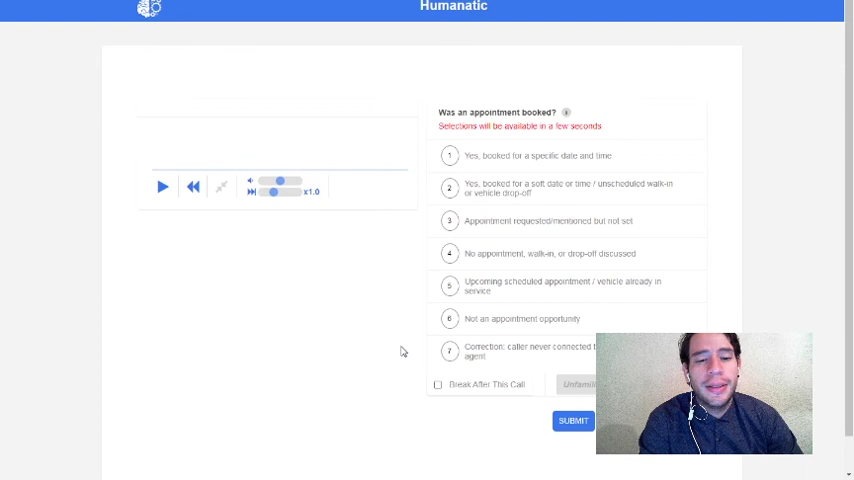 Humanatic
Was an appointment booked? i
Selections will be available in a few seconds
1 Yes, booked for a specific date and time
2 Yes, booked for a soft date or time / unscheduled walk-in
or vehicle drop-off
3 Appointment requested/mentioned but not set
4 No appointment, walk-in, or drop-off discussed
x1.0
5 Upcoming scheduled appointment / vehicle already in
service
6 Not an appointment opportunity
7 Correction: caller never connected
agent
Break After This Call
SUBMIT